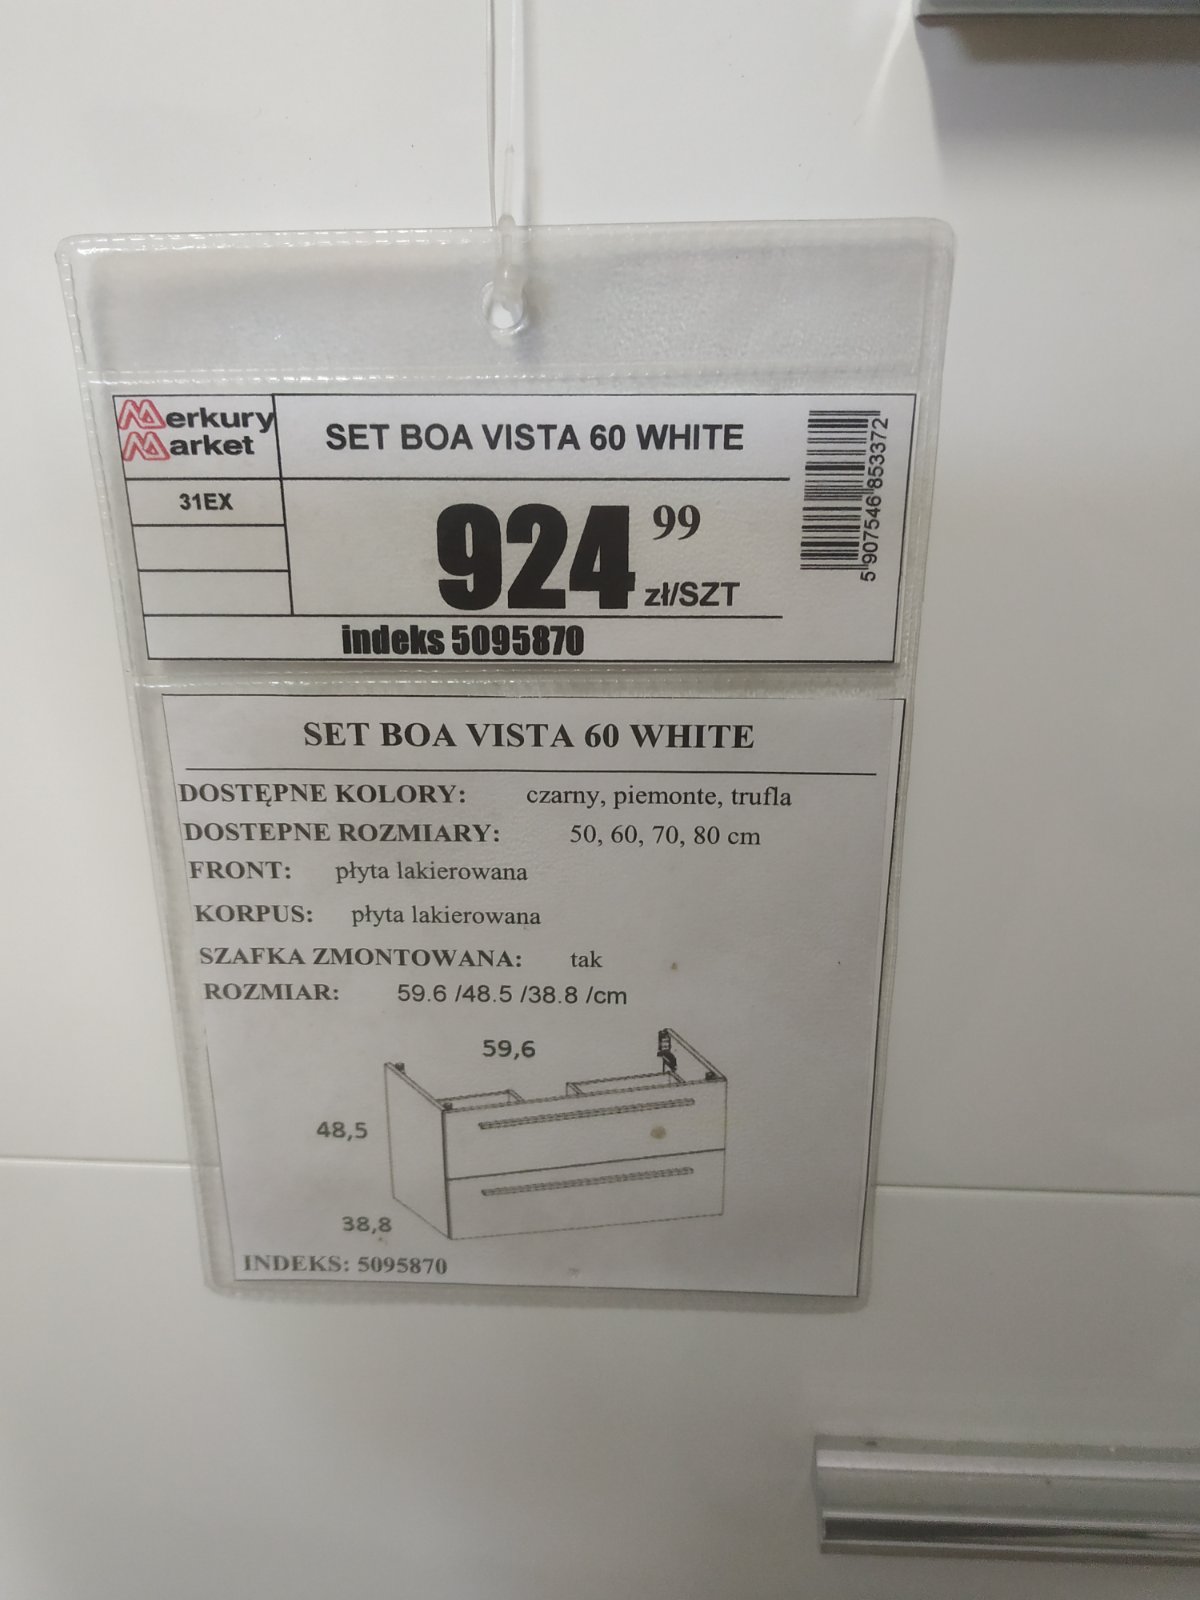 Merkury
Market
SET BOA VISTA 60 WHITE
31EX
924 99
zł/SZT
indeks 5095870
5 907546 853372
SET BOA VISTA 60 WHITE
DOSTĘPNE KOLORY: czarny, piemonte, trufla
DOSTEPNE ROZMIARY: 50, 60, 70, 80 cm
FRONT: płyta lakierowana
KORPUS: płyta lakierowana
SZAFKA ZMONTOWANA: tak
ROZMIAR: 59.6 /48.5 /38.8 /cm
59,6
48,5
38,8
INDEKS: 5095870